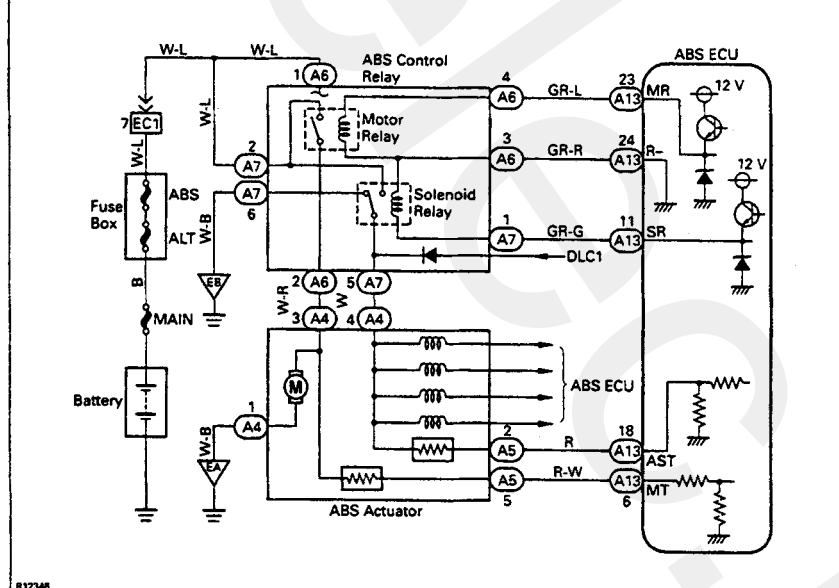 W-L
W-L
ABS Control
Relay
ABS ECU
1
A6
4
A6
GR-L
23
A13
MR
12 V
7
EC1
W-L
W-L
Motor
Relay
2
A7
3
A6
GR-R
24
A13
R-
12 V
Fuse
Box
ABS
ALT
A7
6
W-B
Solenoid
Relay
1
A7
GR-G
11
A13
SR
DLC1
B
EB
2
A6
5
A7
W-R
W
3
A4
4
A4
MAIN
M
ABS ECU
Battery
1
A4
W-B
EA
2
A5
R
18
A13
AST
A5
5
R-W
A13
6
MT
ABS Actuator
R12346